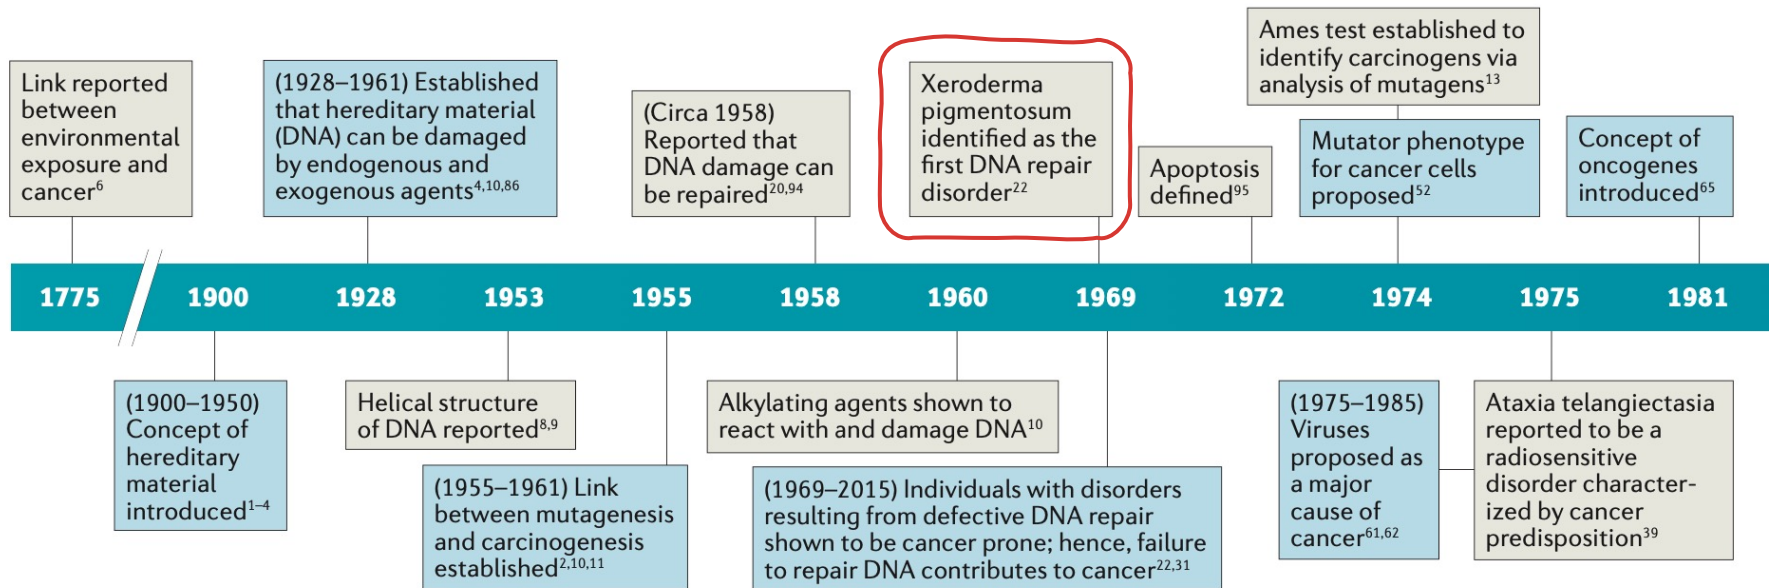 Link reported
between
environmental
exposure and
cancer6
(1928–1961) Established
that hereditary material
(DNA) can be damaged
by endogenous and
exogenous agents4,10,86
(Circa 1958)
Reported that
DNA damage can
be repaired20,94
Xeroderma
pigmentosum
identified as the
first DNA repair
disorder22
Apoptosis
defined95
Ames test established to
identify carcinogens via
analysis of mutagens13
Mutator phenotype
for cancer cells
proposed52
Concept of
oncogenes
introduced65
1775 1900 1928 1953 1955 1958 1960 1969 1972 1974 1975 1981
(1900–1950)
Concept of
hereditary
material
introduced1–4
Helical structure
of DNA reported8,9
(1955–1961) Link
between mutagenesis
and carcinogenesis
established2,10,11
Alkylating agents shown to
react with and damage DNA10
(1969–2015) Individuals with disorders
resulting from defective DNA repair
shown to be cancer prone; hence, failure
to repair DNA contributes to cancer22,31
(1975–1985)
Viruses
proposed as
a major
cause of
cancer61,62
Ataxia telangiectasia
reported to be a
radiosensitive
disorder character-
ized by cancer
predisposition39